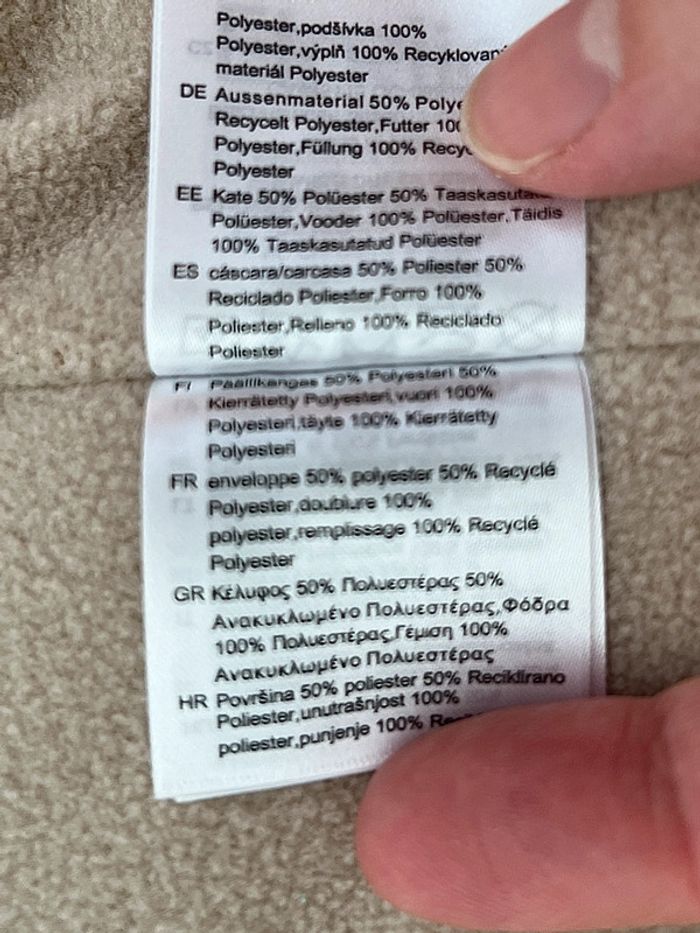 Polyester,podšívka 100%
Polyester,výplň 100% Recyklovaný
materiál Polyester
DE Aussenmaterial 50%
Recycelt Polyester,Futter
Polyester,Füllung 100%
Polyester
EE Kate 50% Polüester 50%
Polüester,Vooder 100% Polüester,Täidis
100% Taaskasutatud Polüester
ES cáscara/carcasa 50% Poliester 50%
Reciclado Poliester,Forro 100%
Poliester,Relleno 100% Reciclado
Poliester
FI Päällikangas 50% Polyesteri 50%
Kierrätetty Polyesteri,vuori 100%
Polyesteri,täyte 100% Kierrätetty
Polyesteri
FR enveloppe 50% polyester 50% Recyclé
Polyester,doublure 100%
polyester,remplissage 100% Recyclé
Polyester
GR Κέλυφος 50% Πολυεστέρας 50%
Ανακυκλωμένο Πολυεστέρας,Φόδρα
100% Πολυεστέρας,Γέμιση 100%
Ανακυκλωμένο Πολυεστέρας
HR Površina 50% poliester 50% Reciklirano
Poliester,unutrašnjost 100%
poliester,punjenje 100%